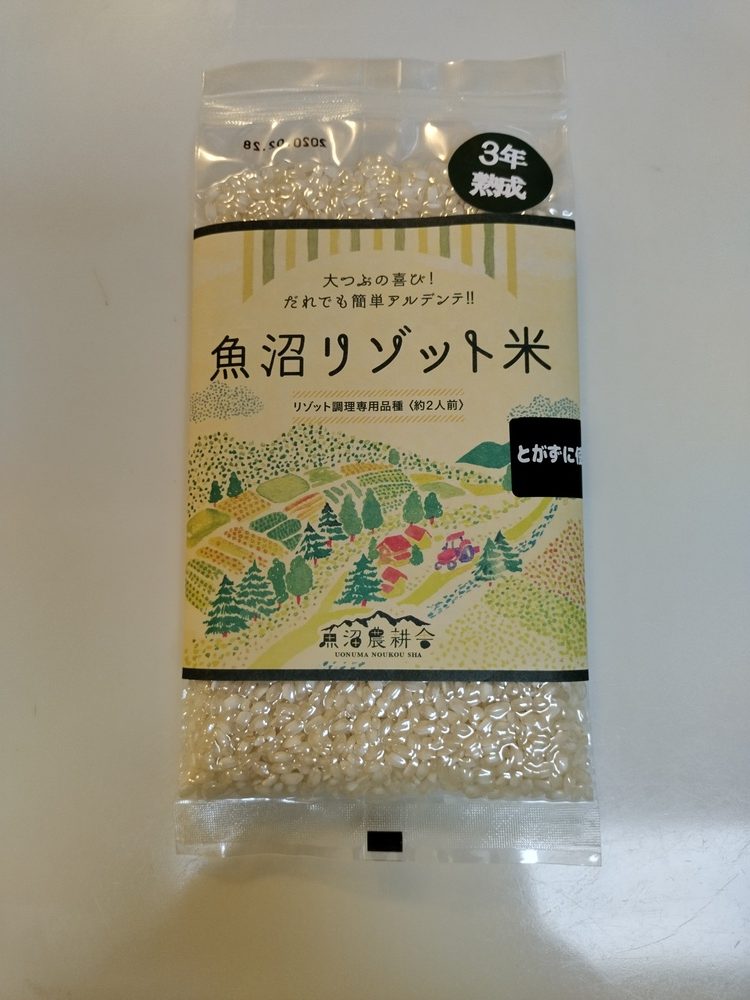 2020.02.28
3年
熟成
大つぶの喜び!
だれでも簡単アルデンテ!!
魚沼リゾット米
リゾット調理専用品種〈約2人前〉
とがずに使
魚沼農耕舎
UONUMA NOUKOU SHA